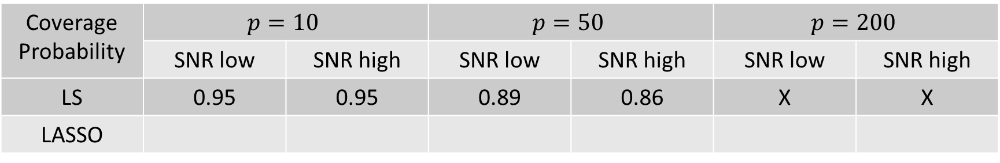 Coverage Probability p = 10 p = 50 p = 200
SNR low SNR high SNR low SNR high SNR low SNR high
LS 0.95 0.95 0.89 0.86 X X
LASSO